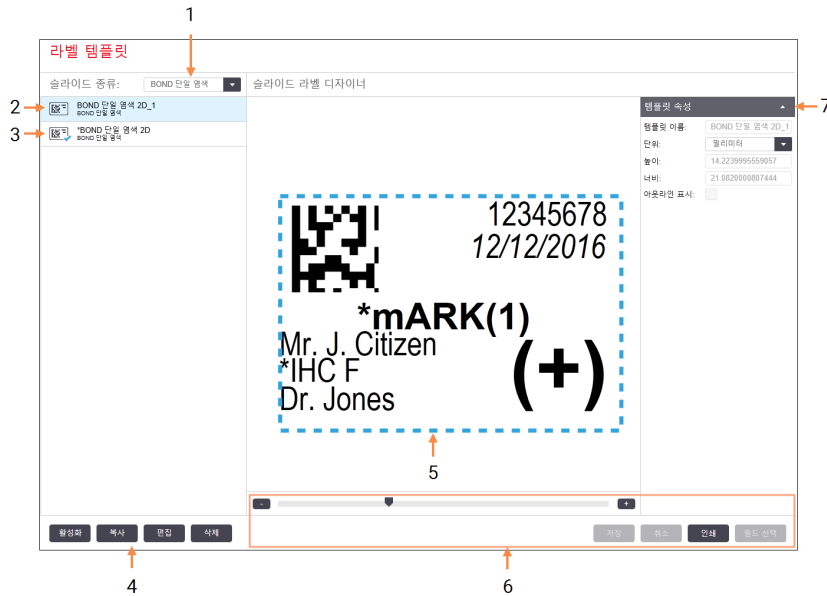 1
라벨 템플릿
슬라이드 종류: BOND 단일 염색
슬라이드 라벨 디자이너
2
BOND 단일 염색 2D_1
BOND 단일 염색
3
*BOND 단일 염색 2D
BOND 단일 염색
템플릿 속성
7
템플릿 이름: BOND 단일 염색 2D_1
단위: 밀리미터
높이: 14.2239995559057
너비: 21.0820000807444
아웃라인 표시:
12345678
12/12/2016
*mARK(1)
Mr. J. Citizen
*IHC F
Dr. Jones
(+)
5
- +
활성화 복사 편집 삭제
저장 취소 인쇄 필드 선택
4
6